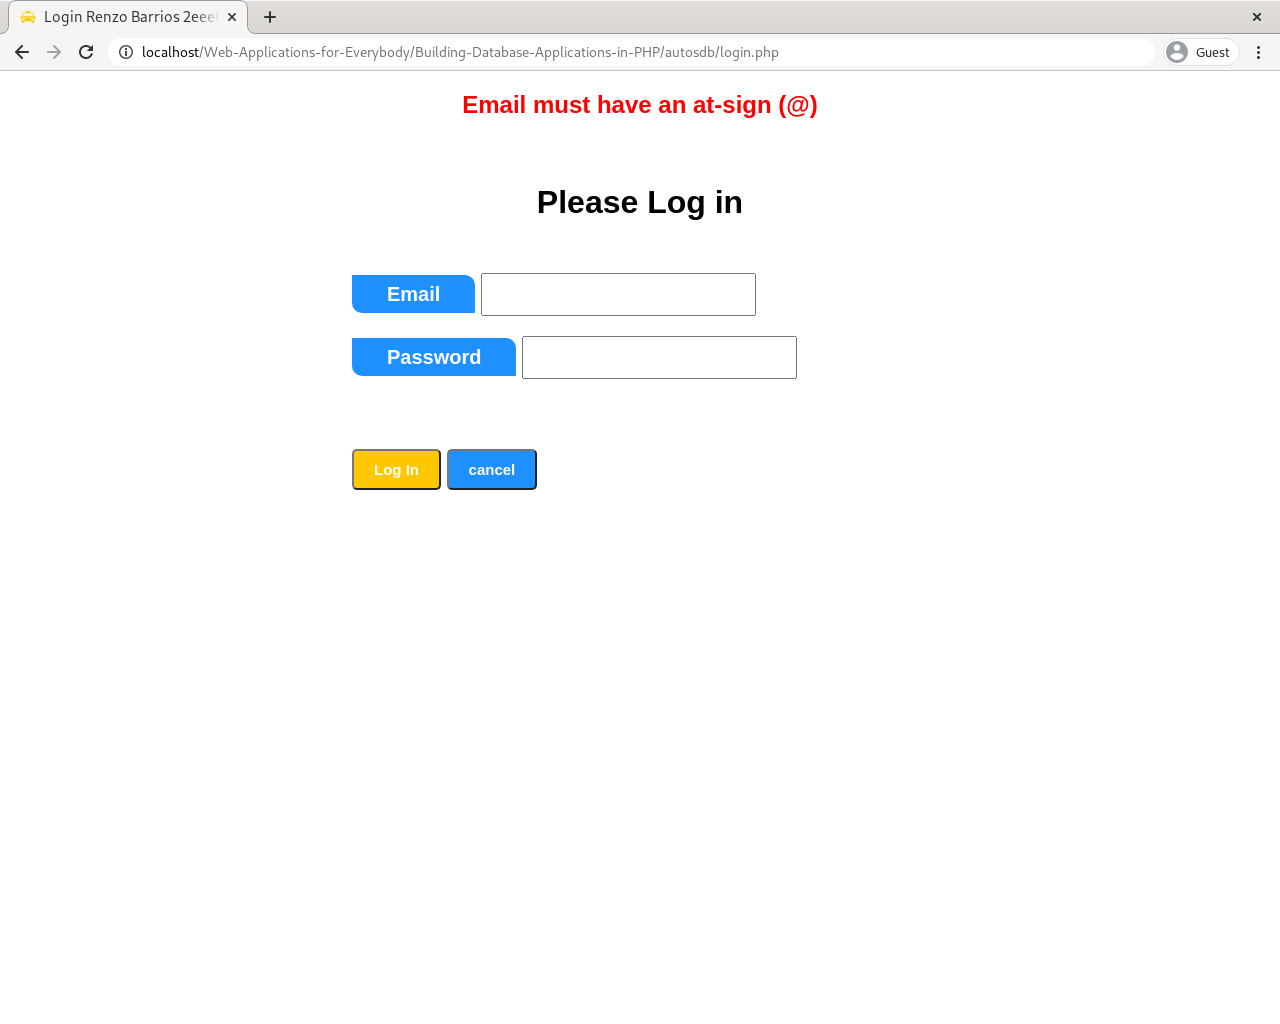 Login Renzo Barrios 2eee
localhost/Web-Applications-for-Everybody/Building-Database-Applications-in-PHP/autosdb/login.php
Guest
Email must have an at-sign (@)
Please Log in
Email
Password
Log In cancel